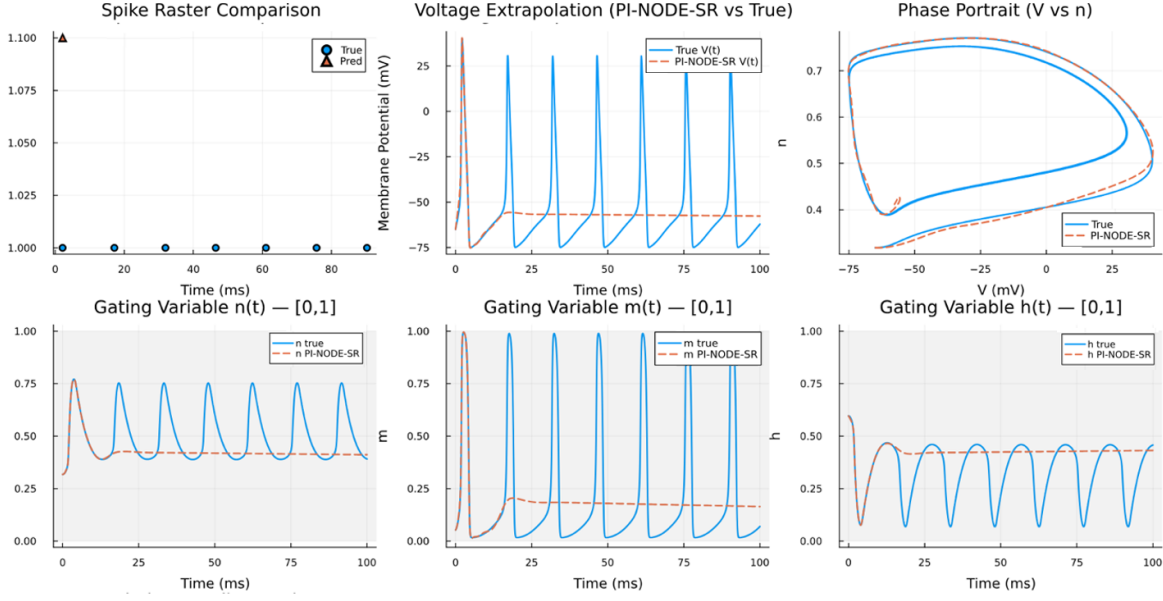 Spike Raster Comparison
1.100
1.075
1.050
1.025
1.000
True
Pred
0
20
40
60
80
Time (ms)
Voltage Extrapolation (PI-NODE-SR vs True)
Membrane Potential (mV)
25
0
−25
−50
−75
True V(t)
PI-NODE-SR V(t)
0
25
50
75
100
Time (ms)
Phase Portrait (V vs n)
n
0.7
0.6
0.5
0.4
True
PI-NODE-SR
−75
−50
−25
0
25
V (mV)
Gating Variable n(t) — [0,1]
1.00
0.75
0.50
0.25
0.00
n true
n PI-NODE-SR
0
25
50
75
100
Time (ms)
Gating Variable m(t) — [0,1]
m
1.00
0.75
0.50
0.25
0.00
m true
m PI-NODE-SR
0
25
50
75
100
Time (ms)
Gating Variable h(t) — [0,1]
h
1.00
0.75
0.50
0.25
0.00
h true
h PI-NODE-SR
0
25
50
75
100
Time (ms)